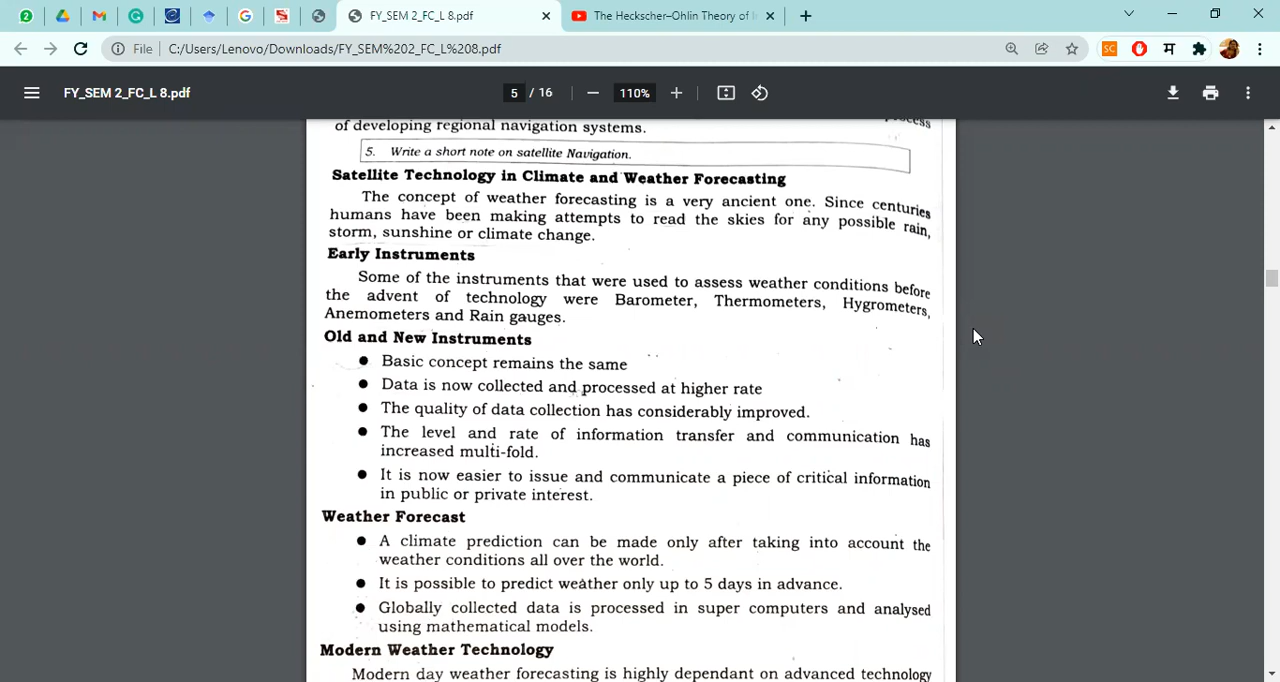 FY_SEM 2_FC_L 8.pdf
The Heckscher–Ohlin Theory of I
File
C:/Users/Lenovo/Downloads/FY_SEM%202_FC_L%208.pdf
FY_SEM 2_FC_L 8.pdf
5 / 16
110%
process
of developing regional navigation systems.
5. Write a short note on satellite Navigation.
Satellite Technology in Climate and Weather Forecasting
The concept of weather forecasting is a very ancient one. Since centuries
humans have been making attempts to read the skies for any possible rain,
storm, sunshine or climate change.
Early Instruments
Some of the instruments that were used to assess weather conditions before
the advent of technology were Barometer, Thermometers, Hygrometers,
Anemometers and Rain gauges.
Old and New Instruments
● Basic concept remains the same
● Data is now collected and processed at higher rate
● The quality of data collection has considerably improved.
● The level and rate of information transfer and communication has
increased multi-fold.
● It is now easier to issue and communicate a piece of critical information
in public or private interest.
Weather Forecast
● A climate prediction can be made only after taking into account the
weather conditions all over the world.
● It is possible to predict weather only up to 5 days in advance.
● Globally collected data is processed in super computers and analysed
using mathematical models.
Modern Weather Technology
Modern day weather forecasting is highly dependant on advanced technology